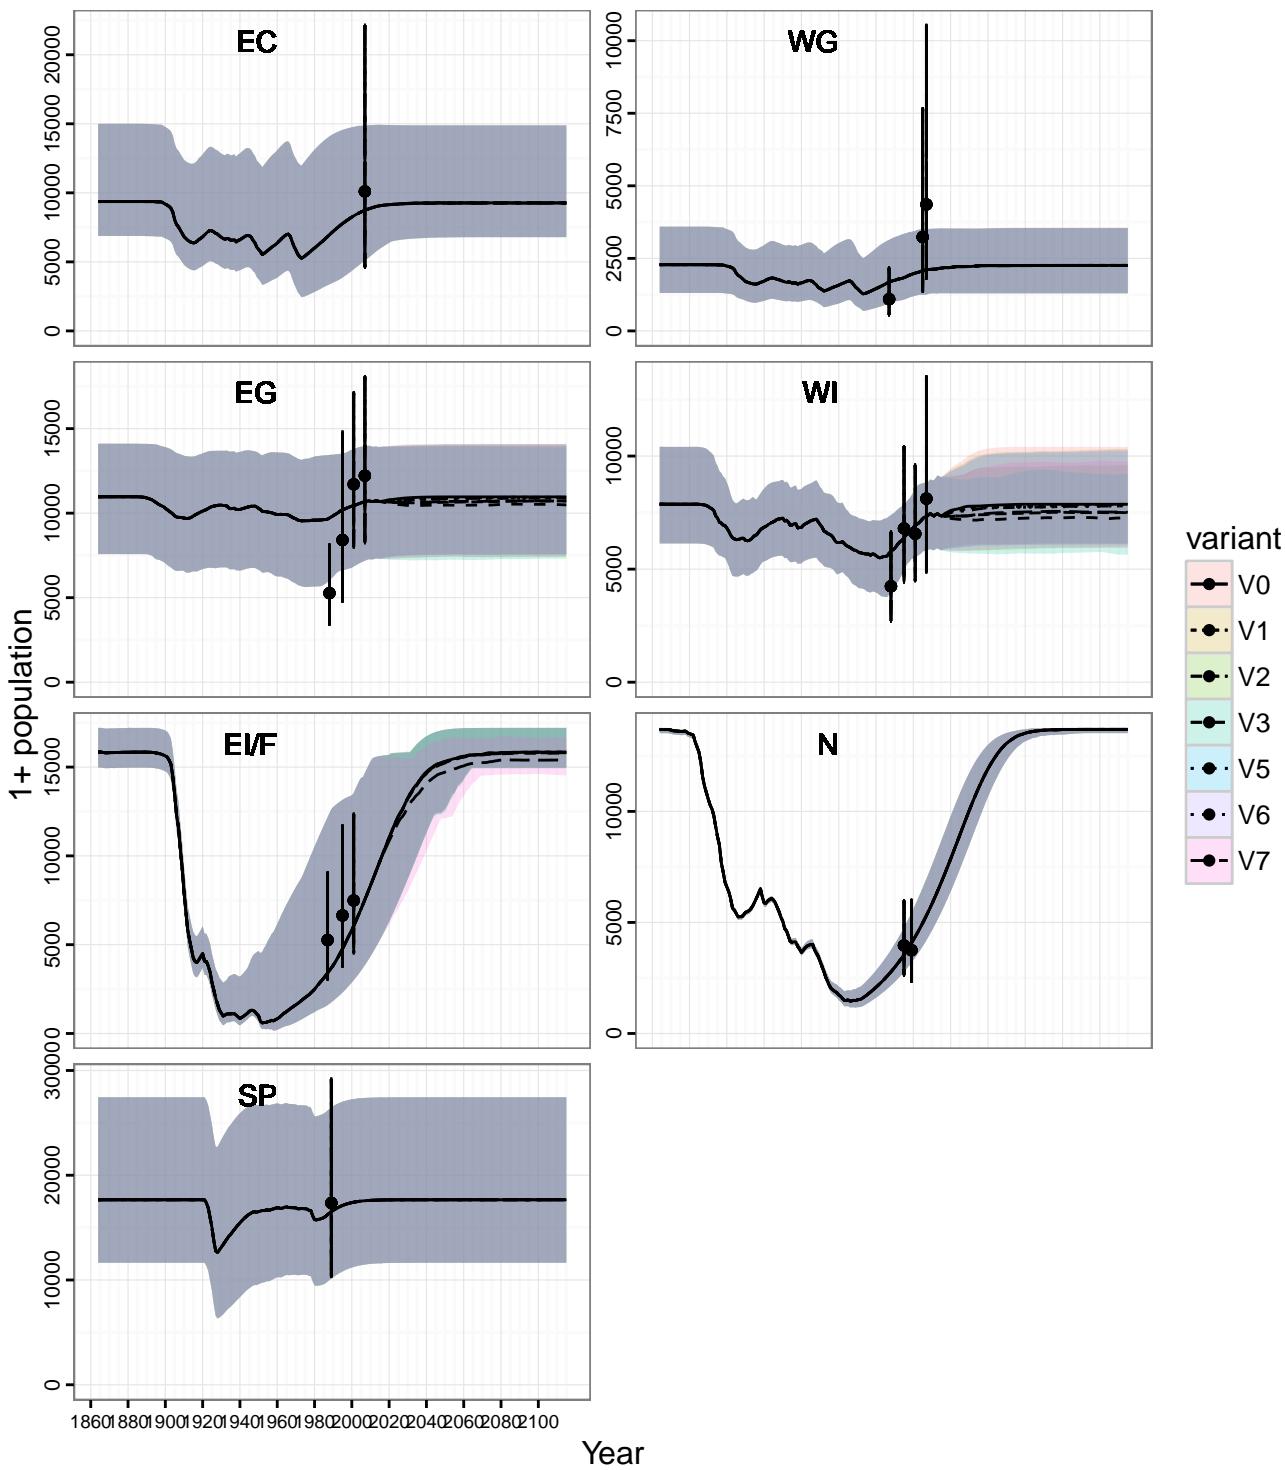 EC
0 5000 10000 15000 20000
WG
0 2500 5000 7500 10000
EG
0 5000 10000 15000
WI
0 5000 10000
EI/F
0 5000 10000 15000
N
0 5000 10000
SP
0 10000 20000 30000
1+ population
1860 1880 1900 1920 1940 1960 1980 2000 2020 2040 2060 2080 2100
Year
variant
V0
V1
V2
V3
V5
V6
V7